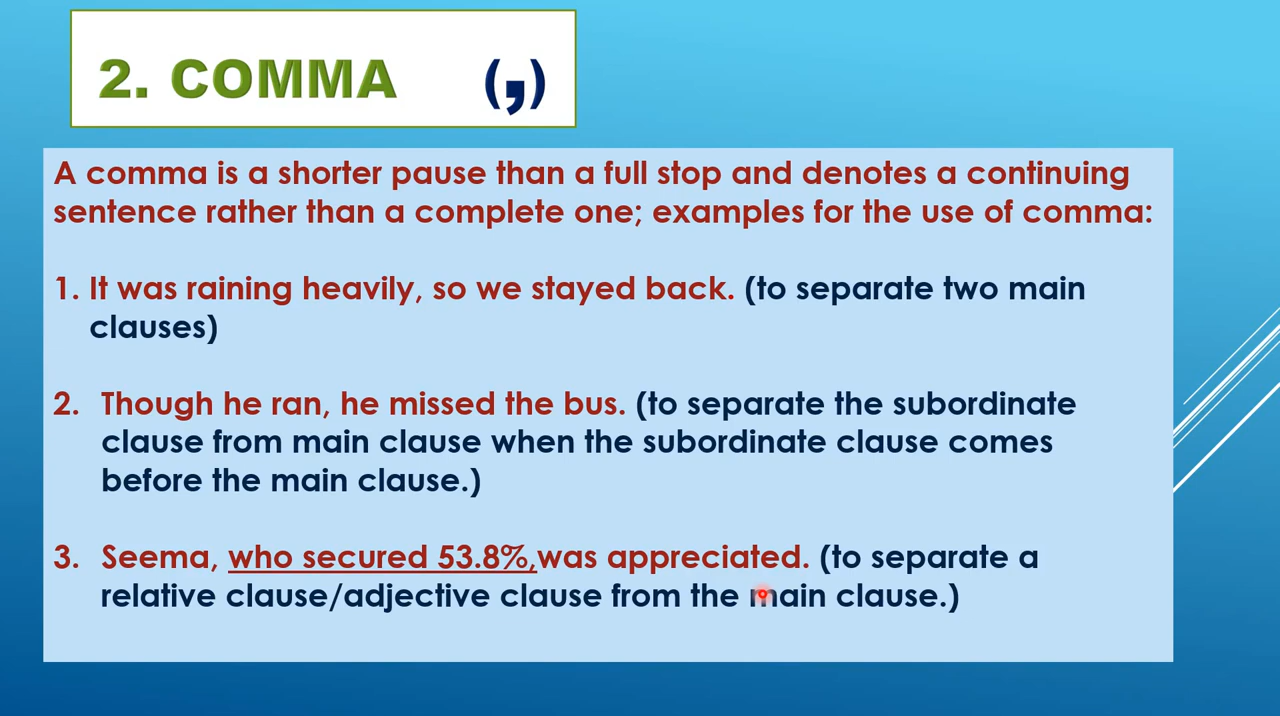 2. COMMA (,)
A comma is a shorter pause than a full stop and denotes a continuing
sentence rather than a complete one; examples for the use of comma:
1. It was raining heavily, so we stayed back. (to separate two main
clauses)
2. Though he ran, he missed the bus. (to separate the subordinate
clause from main clause when the subordinate clause comes
before the main clause.)
3. Seema, who secured 53.8%,was appreciated. (to separate a
relative clause/adjective clause from the main clause.)